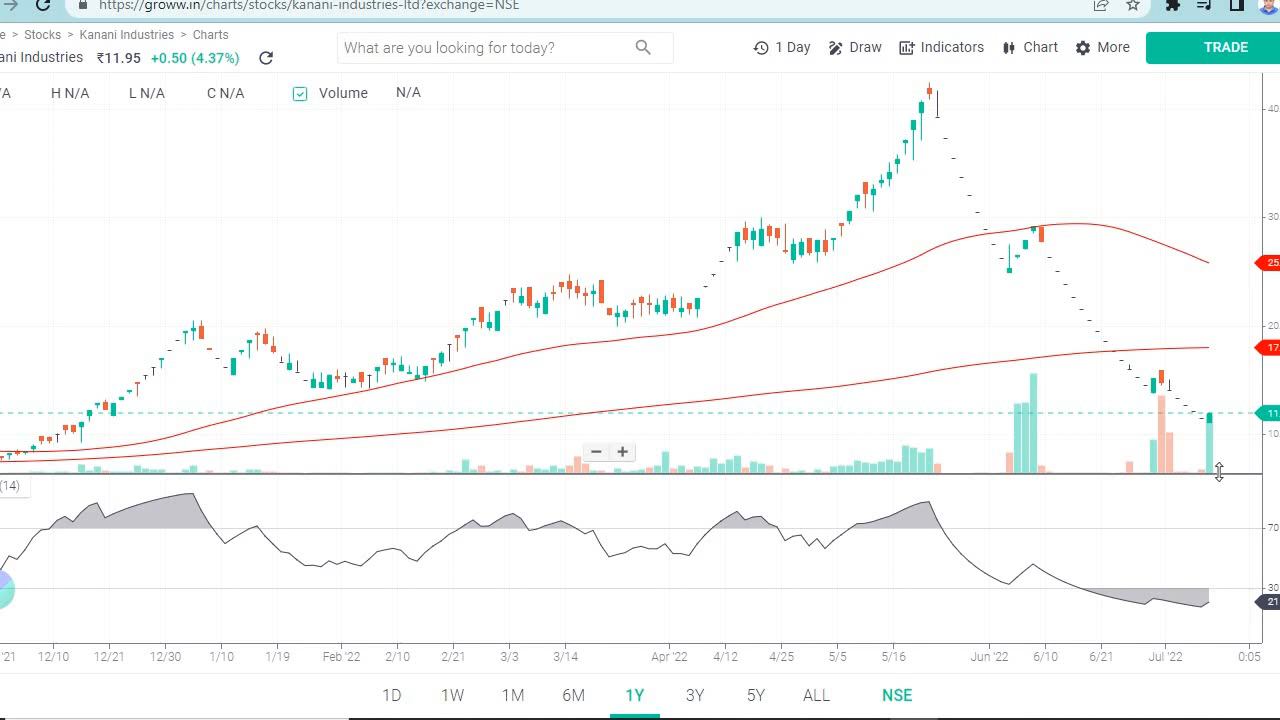 https://groww.in/charts/stocks/kanani-industries-ltd?exchange=NSE
e > Stocks > Kanani Industries > Charts
ani Industries ₹11.95 +0.50 (4.37%)
What are you looking for today?
1 Day Draw Indicators Chart More TRADE
/A H N/A L N/A C N/A Volume N/A
40
30
25
20
17
11
10
(14)
70
30
21
'21 12/10 12/21 12/30 1/10 1/19 Feb '22 2/10 2/21 3/3 3/14 Apr '22 4/12 4/25 5/5 5/16 Jun '22 6/10 6/21 Jul '22 0:05
1D 1W 1M 6M 1Y 3Y 5Y ALL NSE